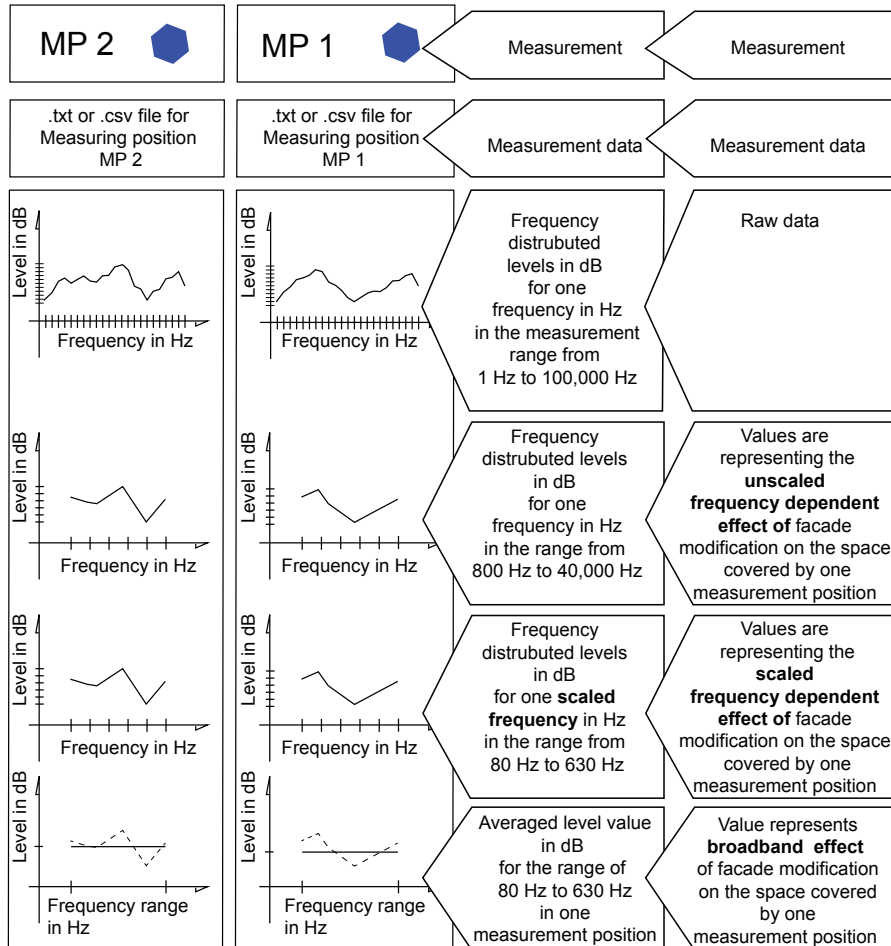 MP 2
MP 1
Measurement
Measurement
.txt or .csv file for
Measuring position
MP 2
.txt or .csv file for
Measuring position
MP 1
Measurement data
Measurement data
Level in dB
Frequency in Hz
Level in dB
Frequency in Hz
Frequency
distrubuted
levels in dB
for one
frequency in Hz
in the measurement
range from
1 Hz to 100,000 Hz
Raw data
Level in dB
Frequency in Hz
Level in dB
Frequency in Hz
Frequency
distrubuted levels
in dB
for one
frequency in Hz
in the range from
800 Hz to 40,000 Hz
Values are
representing the
unscaled
frequency dependent
effect of facade
modification on the space
covered by one
measurement position
Level in dB
Frequency in Hz
Level in dB
Frequency in Hz
Frequency
distrubuted levels
in dB
for one scaled
frequency in Hz
in the range from
80 Hz to 630 Hz
Values are
representing the
scaled
frequency dependent
effect of facade
modification on the space
covered by one
measurement position
Level in dB
Frequency range
in Hz
Level in dB
Frequency range
in Hz
Averaged level value
in dB
for the range of
80 Hz to 630 Hz
in one
measurement position
Value represents
broadband effect
of facade modification
on the space covered
by one
measurement position